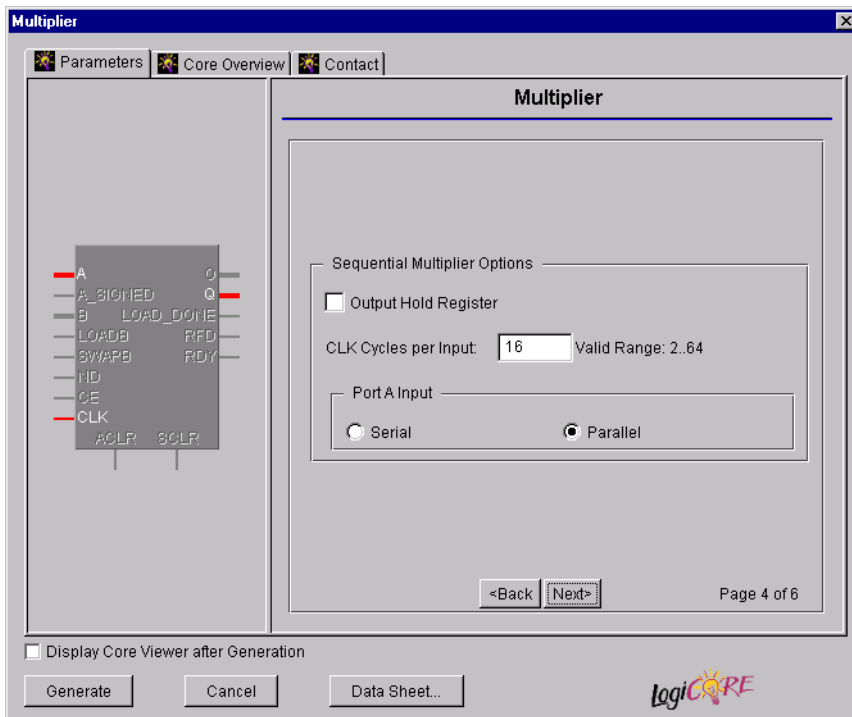 Multiplier
Parameters Core Overview Contact
Multiplier
A O
A_SIGNED Q
B LOAD_DONE
LOADB RFD
SWAPB RDY
ND
CE
CLK
ACLR SCLR
Sequential Multiplier Options
Output Hold Register
CLK Cycles per Input: 16 Valid Range: 2..64
Port A Input
Serial Parallel
<Back Next> Page 4 of 6
Display Core Viewer after Generation
Generate Cancel Data Sheet... LogiCORE